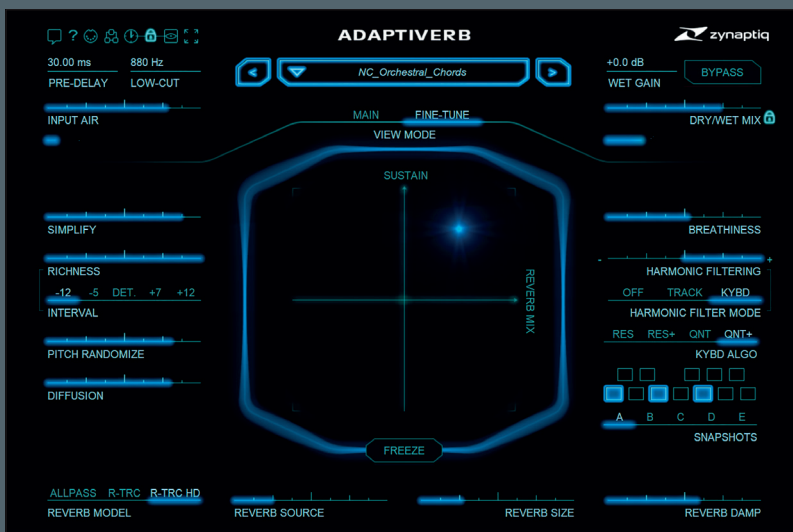 ?
ADAPTIVERB
zynaptiq
30.00 ms
880 Hz
PRE-DELAY
LOW-CUT
NC_Orchestral_Chords
+0.0 dB
WET GAIN
BYPASS
INPUT AIR
MAIN
FINE-TUNE
VIEW MODE
DRY/WET MIX
SUSTAIN
REVERB MIX
SIMPLIFY
BREATHINESS
RICHNESS
- +
HARMONIC FILTERING
-12 -5 DET. +7 +12
INTERVAL
OFF TRACK KYBD
HARMONIC FILTER MODE
PITCH RANDOMIZE
RES RES+ QNT QNT+
KYBD ALGO
DIFFUSION
A B C D E
SNAPSHOTS
FREEZE
ALLPASS R-TRC R-TRC HD
REVERB MODEL
REVERB SOURCE
REVERB SIZE
REVERB DAMP